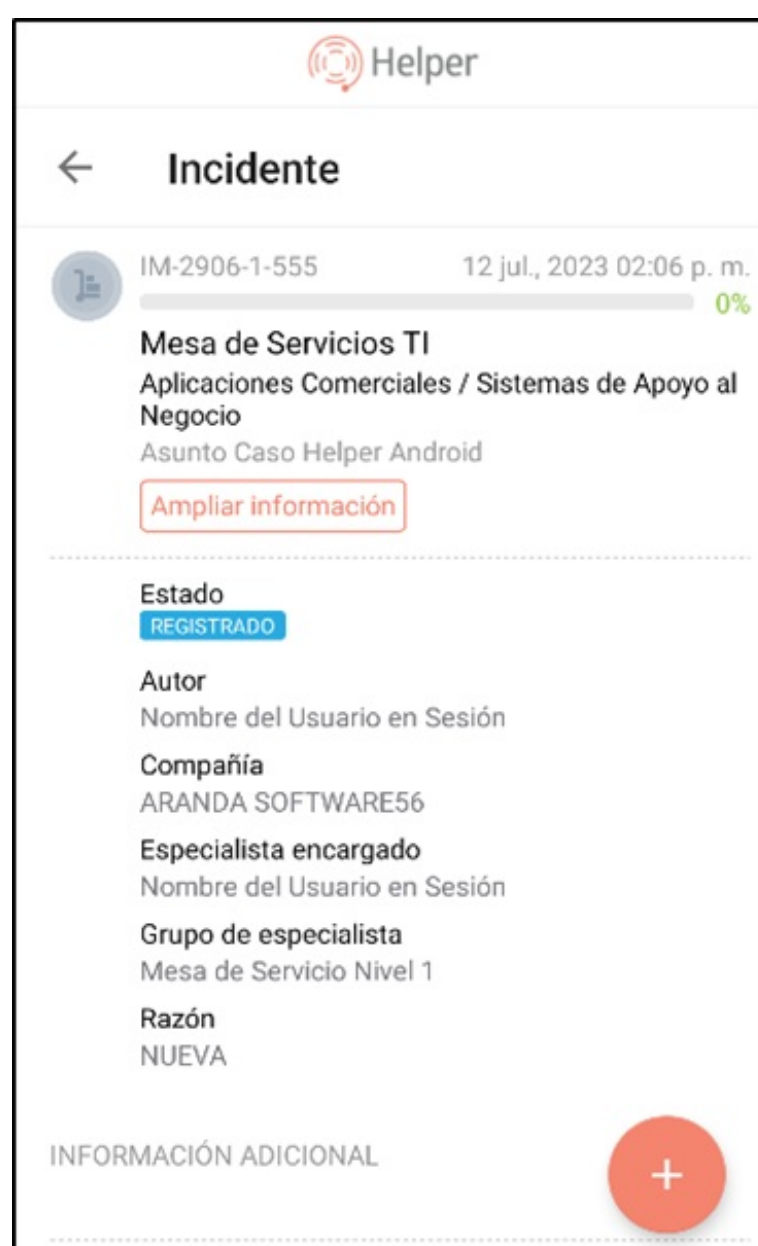 Helper
Incidente
IM-2906-1-555 12 jul., 2023 02:06 p. m.
0%
Mesa de Servicios TI
Aplicaciones Comerciales / Sistemas de Apoyo al
Negocio
Asunto Caso Helper Android
Ampliar información
Estado
REGISTRADO
Autor
Nombre del Usuario en Sesión
Compañía
ARANDA SOFTWARE56
Especialista encargado
Nombre del Usuario en Sesión
Grupo de especialista
Mesa de Servicio Nivel 1
Razón
NUEVA
INFORMACIÓN ADICIONAL
+